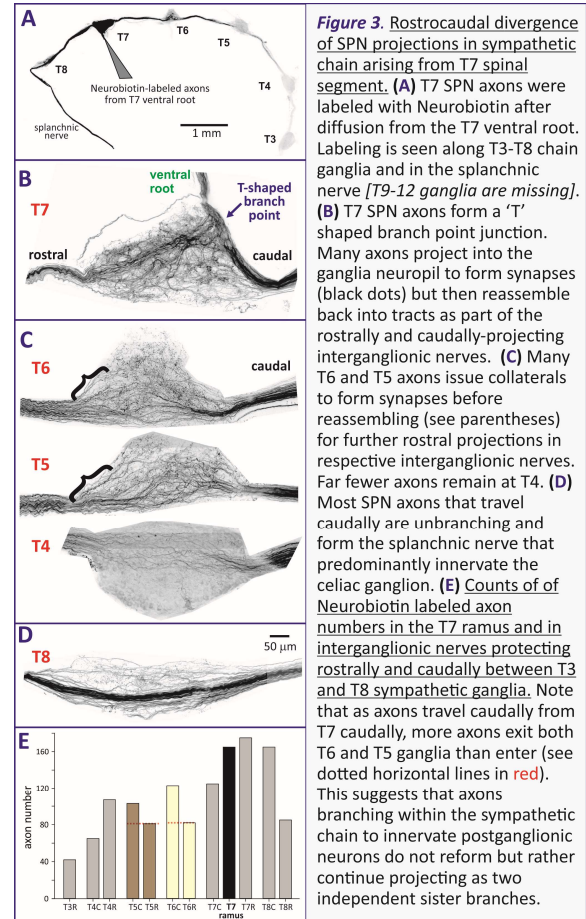 A
T8
T7
T6
T5
T4
T3
Neurobiotin-labeled axons
from T7 ventral root
splanchnic
nerve
1 mm
B
T7
ventral
root
T-shaped
branch
point
rostral
caudal
C
T6
caudal
T5
T4
D
T8
50 µm
E
axon number
160
120
80
40
0
T3R T4C T4R T5C T5R T6C T6R T7C T7 T7R T8C T8R
ramus
Figure 3. Rostrocaudal divergence
of SPN projections in sympathetic
chain arising from T7 spinal
segment. (A) T7 SPN axons were
labeled with Neurobiotin after
diffusion from the T7 ventral root.
Labeling is seen along T3-T8 chain
ganglia and in the splanchnic
nerve [T9-12 ganglia are missing].
(B) T7 SPN axons form a ‘T’
shaped branch point junction.
Many axons project into the
ganglia neuropil to form synapses
(black dots) but then reassemble
back into tracts as part of the
rostrally and caudally-projecting
interganglionic nerves. (C) Many
T6 and T5 axons issue collaterals
to form synapses before
reassembling (see parentheses)
for further rostral projections in
respective interganglionic nerves.
Far fewer axons remain at T4. (D)
Most SPN axons that travel
caudally are unbranching and
form the splanchnic nerve that
predominantly innervate the
celiac ganglion. (E) Counts of of
Neurobiotin labeled axon
numbers in the T7 ramus and in
interganglionic nerves protecting
rostrally and caudally between T3
and T8 sympathetic ganglia. Note
that as axons travel caudally from
T7 caudally, more axons exit both
T6 and T5 ganglia than enter (see
dotted horizontal lines in red).
This suggests that axons
branching within the sympathetic
chain to innervate postganglionic
neurons do not reform but rather
continue projecting as two
independent sister branches.